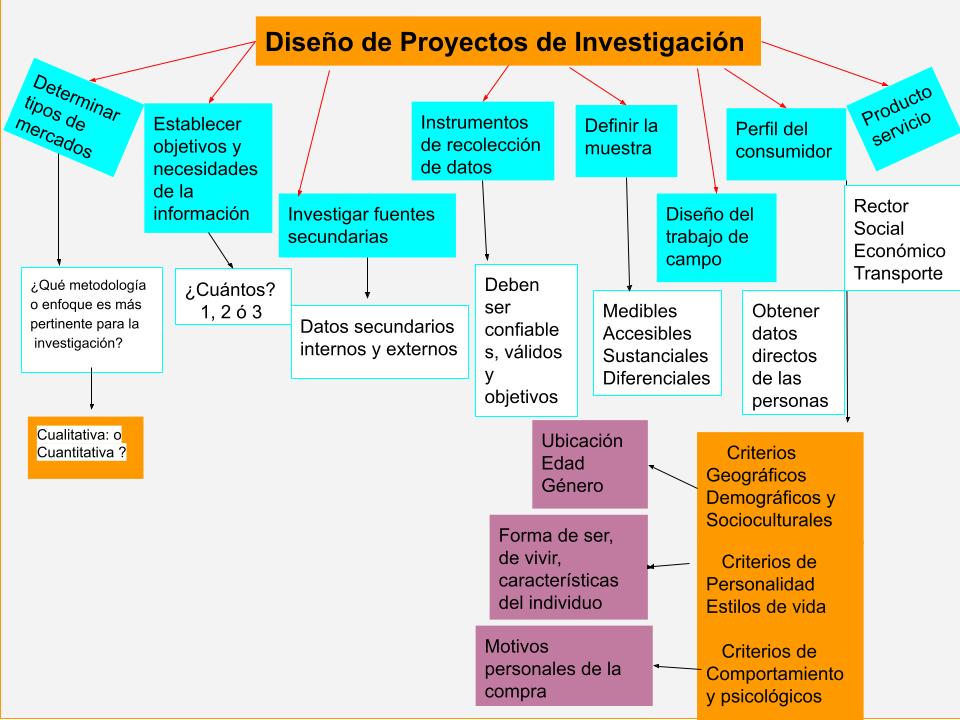 Diseño de Proyectos de Investigación
Determinar
tipos de
mercados
Establecer
objetivos y
necesidades
de la
información
Investigar fuentes
secundarias
Instrumentos
de recolección
de datos
Definir la
muestra
Diseño del
trabajo de
campo
Perfil del
consumidor
Producto
servicio
¿Qué metodología
o enfoque es más
pertinente para la
investigación?
¿Cuántos?
1, 2 ó 3
Datos secundarios
internos y externos
Deben
ser
confiable
s, válidos
y
objetivos
Medibles
Accesibles
Sustanciales
Diferenciales
Obtener
datos
directos
de las
personas
Rector
Social
Económico
Transporte
Cualitativa: o
Cuantitativa ?
Ubicación
Edad
Género
Forma de ser,
de vivir,
características
del individuo
Motivos
personales de la
compra
Criterios
Geográficos
Demográficos y
Socioculturales
Criterios de
Personalidad
Estilos de vida
Criterios de
Comportamiento
y psicológicos